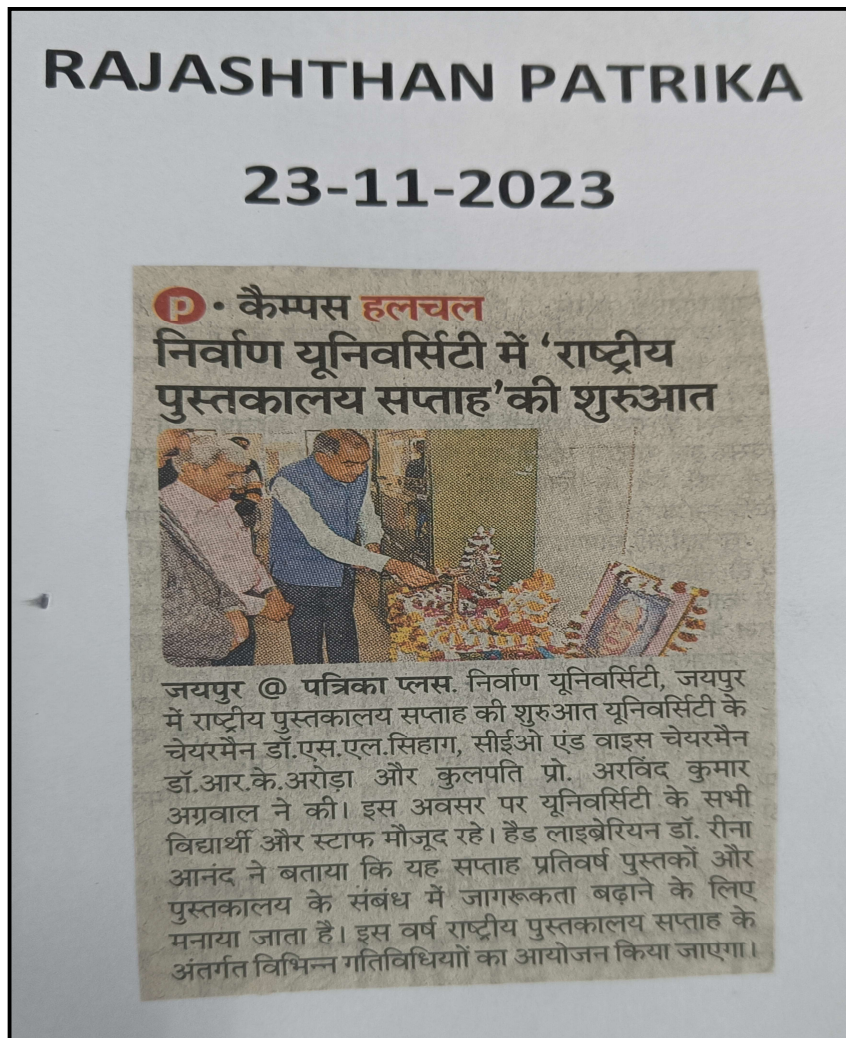 RAJASHTHAN PATRIKA
23-11-2023
p • कैम्पस हलचल
निर्वाण यूनिवर्सिटी में ‘राष्ट्रीय
पुस्तकालय सप्ताह’की शुरुआत
जयपुर @ पत्रिका प्लस. निर्वाण यूनिवर्सिटी, जयपुर
में राष्ट्रीय पुस्तकालय सप्ताह की शुरुआत यूनिवर्सिटी के
चेयरमैन डॉ.एस.एल.सिहाग, सीईओ एंड वाइस चेयरमैन
डॉ.आर.के.अरोड़ा और कुलपति प्रो. अरविंद कुमार
अग्रवाल ने की। इस अवसर पर यूनिवर्सिटी के सभी
विद्यार्थी और स्टाफ मौजूद रहे। हैड लाइब्रेरियन डॉ. रीना
आनंद ने बताया कि यह सप्ताह प्रतिवर्ष पुस्तकों और
पुस्तकालय के संबंध में जागरूकता बढ़ाने के लिए
मनाया जाता है। इस वर्ष राष्ट्रीय पुस्तकालय सप्ताह के
अंतर्गत विभिन्न गतिविधियाों का आयोजन किया जाएगा।